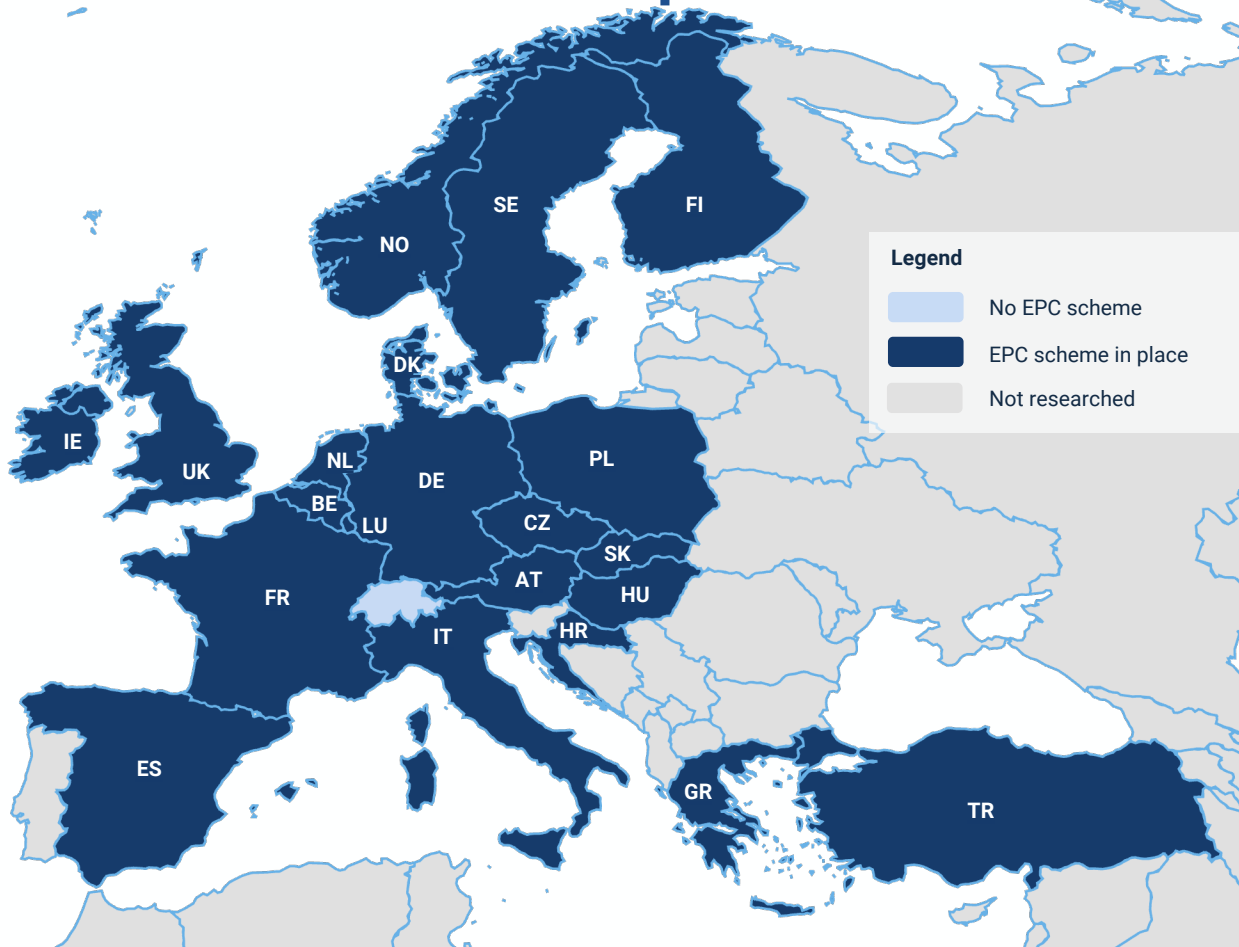 SE
FI
NO
Legend
No EPC scheme
EPC scheme in place
Not researched
DK
IE
UK
NL
DE
PL
BE
LU
CZ
SK
AT
HU
FR
HR
IT
ES
GR
TR